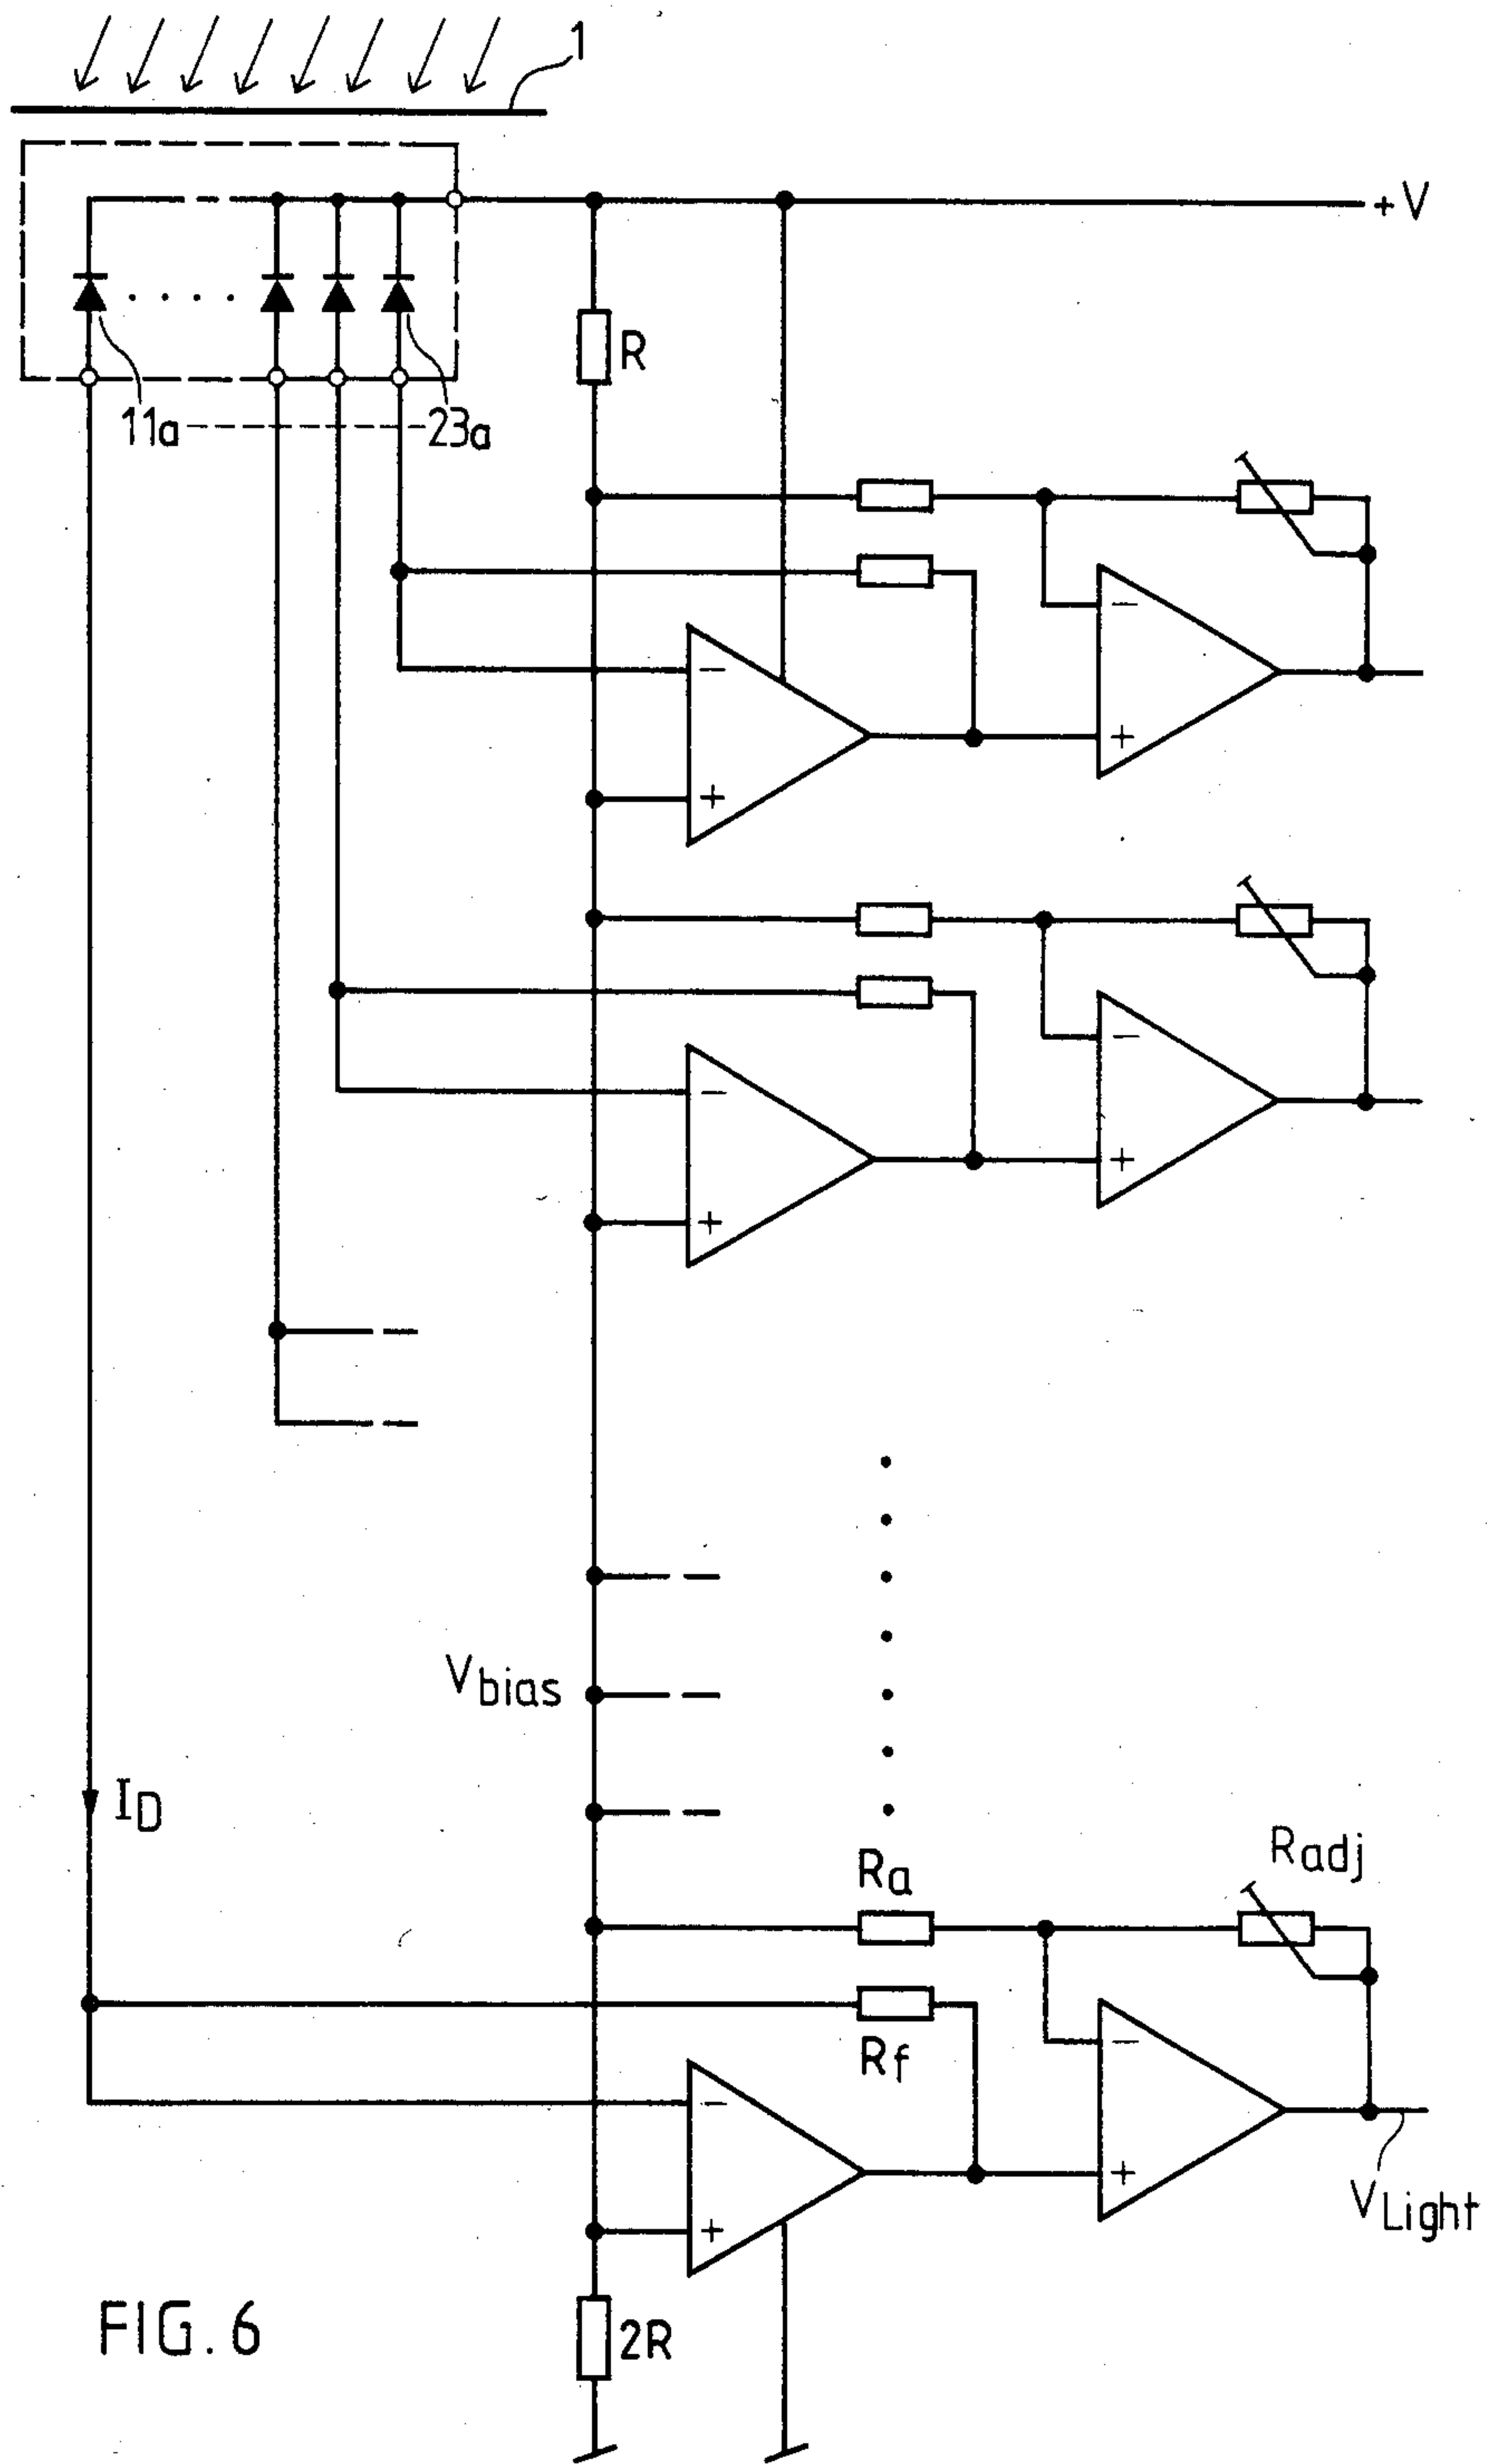 1
+V
R
11a
23a
−
+
−
+
−
+
−
+
Vbias
ID
Ra
Radj
Rf
−
+
−
+
VLight
2R
FIG. 6